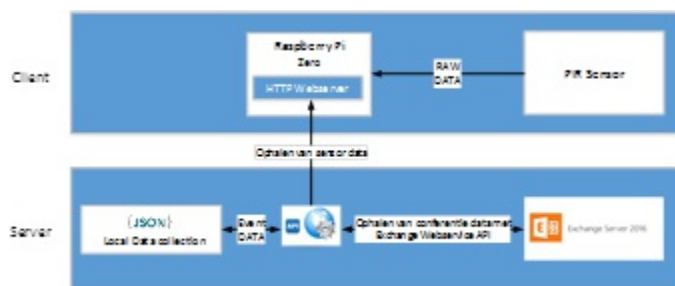 Client
Raspberry Pi
Zero
HTTP Webserver
RAW
DATA
PIR Sensor
Ophalen van sensor data
Server
{JSON}
Local Data collection
Event
DATA
API
Ophalen van conferentie data met
Exchange Webservice API
Exchange Server 2016